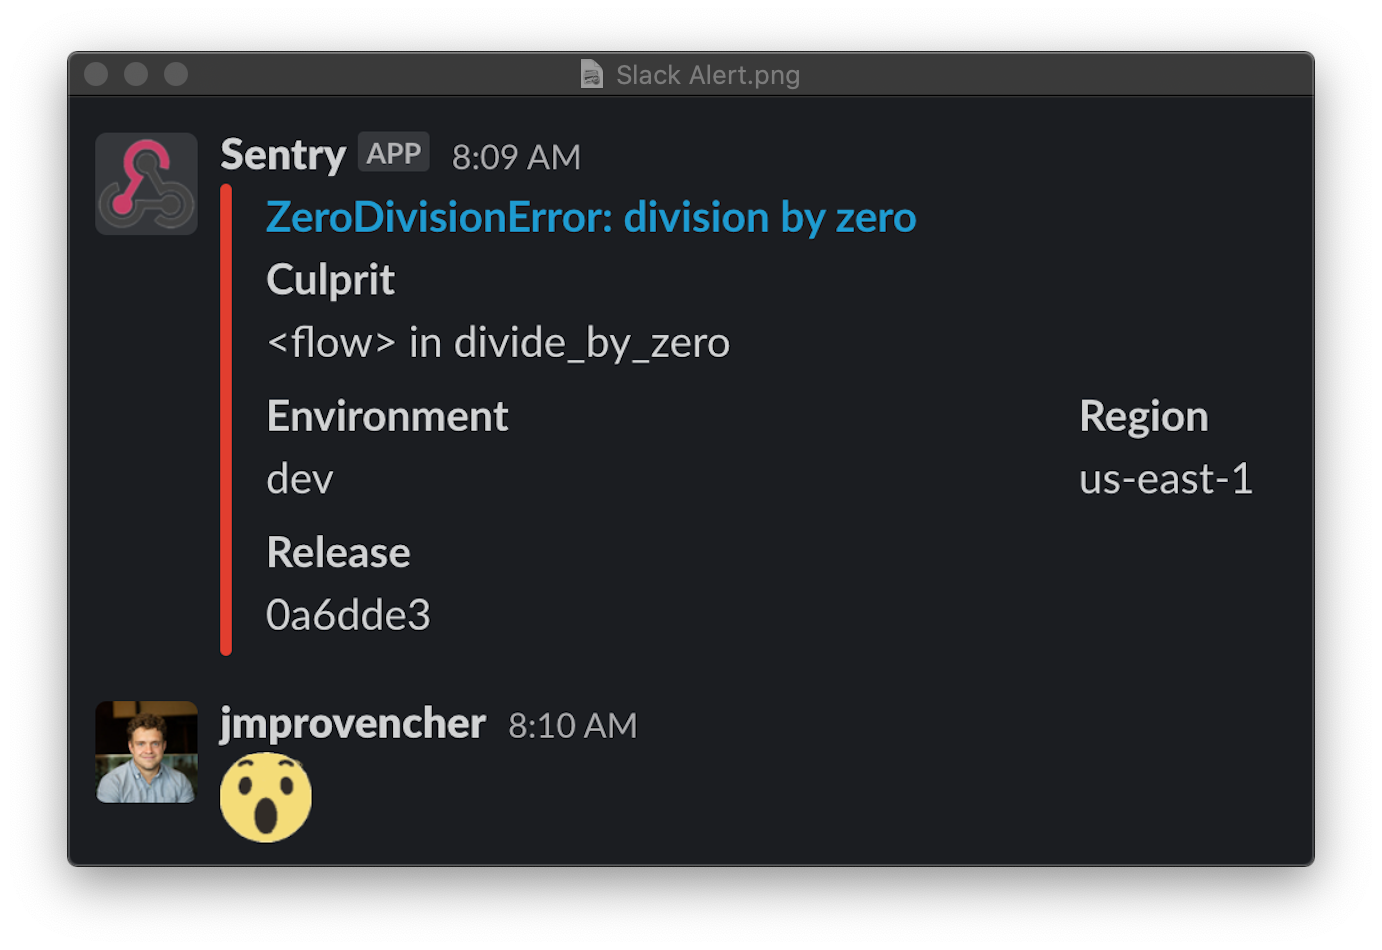 Slack Alert.png
Sentry APP 8:09 AM
ZeroDivisionError: division by zero
Culprit
<flow> in divide_by_zero
Environment Region
dev us-east-1
Release
0a6dde3
jmprovencher 8:10 AM